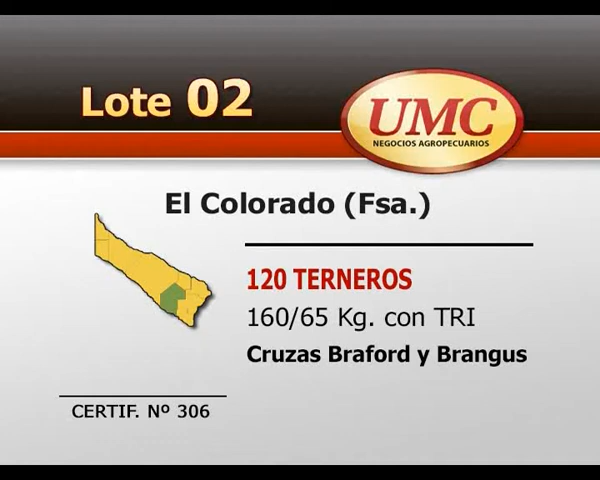 Lote 02
UMC
NEGOCIOS AGROPECUARIOS
El Colorado (Fsa.)
120 TERNEROS
160/65 Kg. con TRI
Cruzas Braford y Brangus
CERTIF. Nº 306